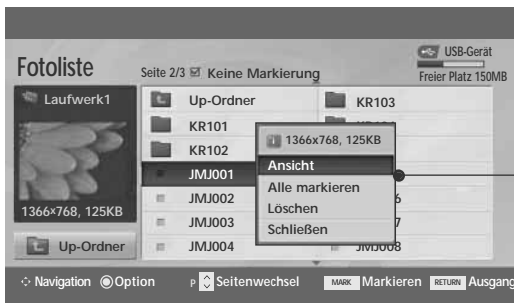 USB-Gerät
Fotoliste
Seite 2/3 Keine Markierung
Freier Platz 150MB
Laufwerk1
1366x768, 125KB
Up-Ordner
Up-Ordner
KR101
KR102
JMJ001
JMJ002
JMJ003
JMJ004
KR103
JMJ008
1366x768, 125KB
Ansicht
Alle markieren
Löschen
Schließen
Navigation Option P Seitenwechsel MARK Markieren RETURN Ausgang